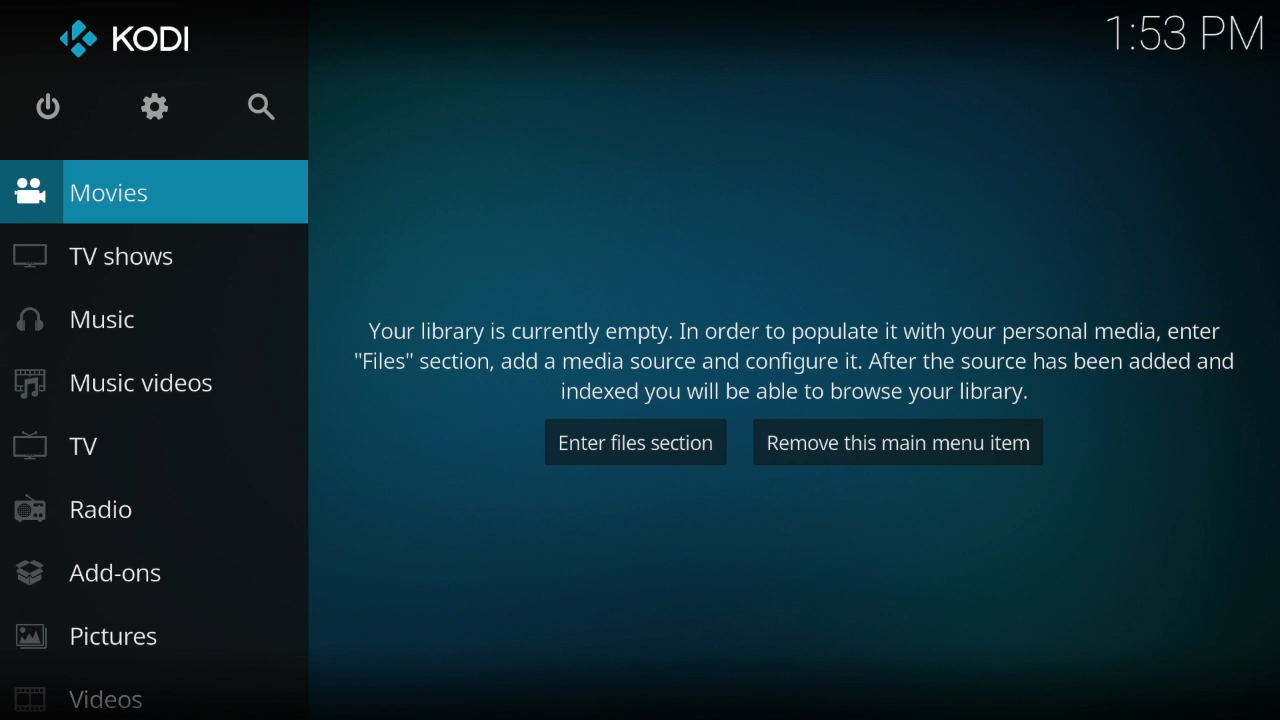 KODI
1:53 PM
Movies
TV shows
Music
Music videos
TV
Radio
Add-ons
Pictures
Videos
Your library is currently empty. In order to populate it with your personal media, enter
"Files" section, add a media source and configure it. After the source has been added and
indexed you will be able to browse your library.
Enter files section
Remove this main menu item